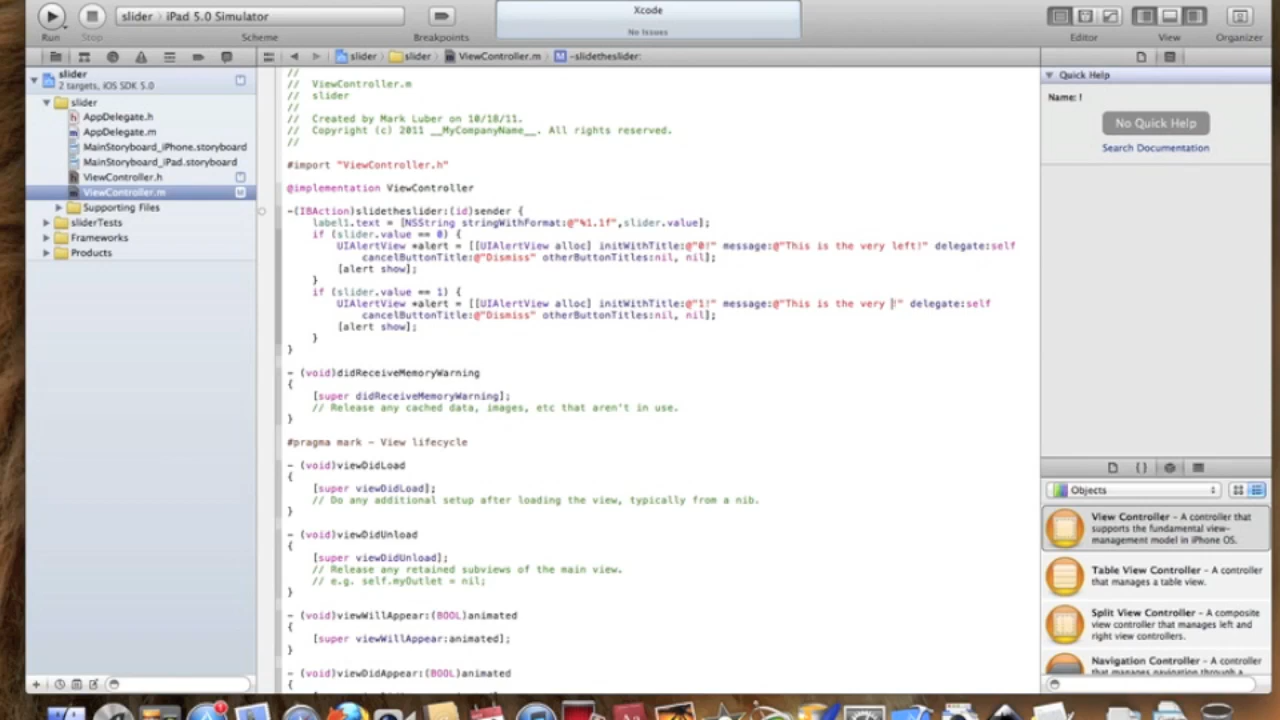 slider › iPad 5.0 Simulator
Xcode
No Issues
Run
Stop
Scheme
Breakpoints
Editor
View
Organizer
slider
slider
ViewController.m
-slidetheslider:
slider
2 targets, iOS SDK 5.0
slider
AppDelegate.h
AppDelegate.m
MainStoryboard_iPhone.storyboard
MainStoryboard_iPad.storyboard
ViewController.h
ViewController.m
Supporting Files
sliderTests
Frameworks
Products
//
// ViewController.m
// slider
//
// Created by Mark Luber on 10/18/11.
// Copyright (c) 2011 __MyCompanyName__. All rights reserved.
//
#import "ViewController.h"
@implementation ViewController
-(IBAction)slidetheslider:(id)sender {
label1.text = [NSString stringWithFormat:@"%1.1f",slider.value];
if (slider.value == 0) {
UIAlertView *alert = [[UIAlertView alloc] initWithTitle:@"0!" message:@"This is the very left!" delegate:self
cancelButtonTitle:@"Dismiss" otherButtonTitles:nil, nil];
[alert show];
}
if (slider.value == 1) {
UIAlertView *alert = [[UIAlertView alloc] initWithTitle:@"1!" message:@"This is the very !" delegate:self
cancelButtonTitle:@"Dismiss" otherButtonTitles:nil, nil];
[alert show];
}
}
- (void)didReceiveMemoryWarning
{
[super didReceiveMemoryWarning];
// Release any cached data, images, etc that aren't in use.
}
#pragma mark - View lifecycle
- (void)viewDidLoad
{
[super viewDidLoad];
// Do any additional setup after loading the view, typically from a nib.
}
- (void)viewDidUnload
{
[super viewDidUnload];
// Release any retained subviews of the main view.
// e.g. self.myOutlet = nil;
}
- (void)viewWillAppear:(BOOL)animated
{
[super viewWillAppear:animated];
}
- (void)viewDidAppear:(BOOL)animated
{
Quick Help
Name: !
No Quick Help
Search Documentation
Objects
View Controller - A controller that
supports the fundamental view-
management model in iPhone OS.
Table View Controller - A controller
that manages a table view.
Split View Controller - A composite
view controller that manages left and
right view controllers.
Navigation Controller - A controller
that manages navigation through a